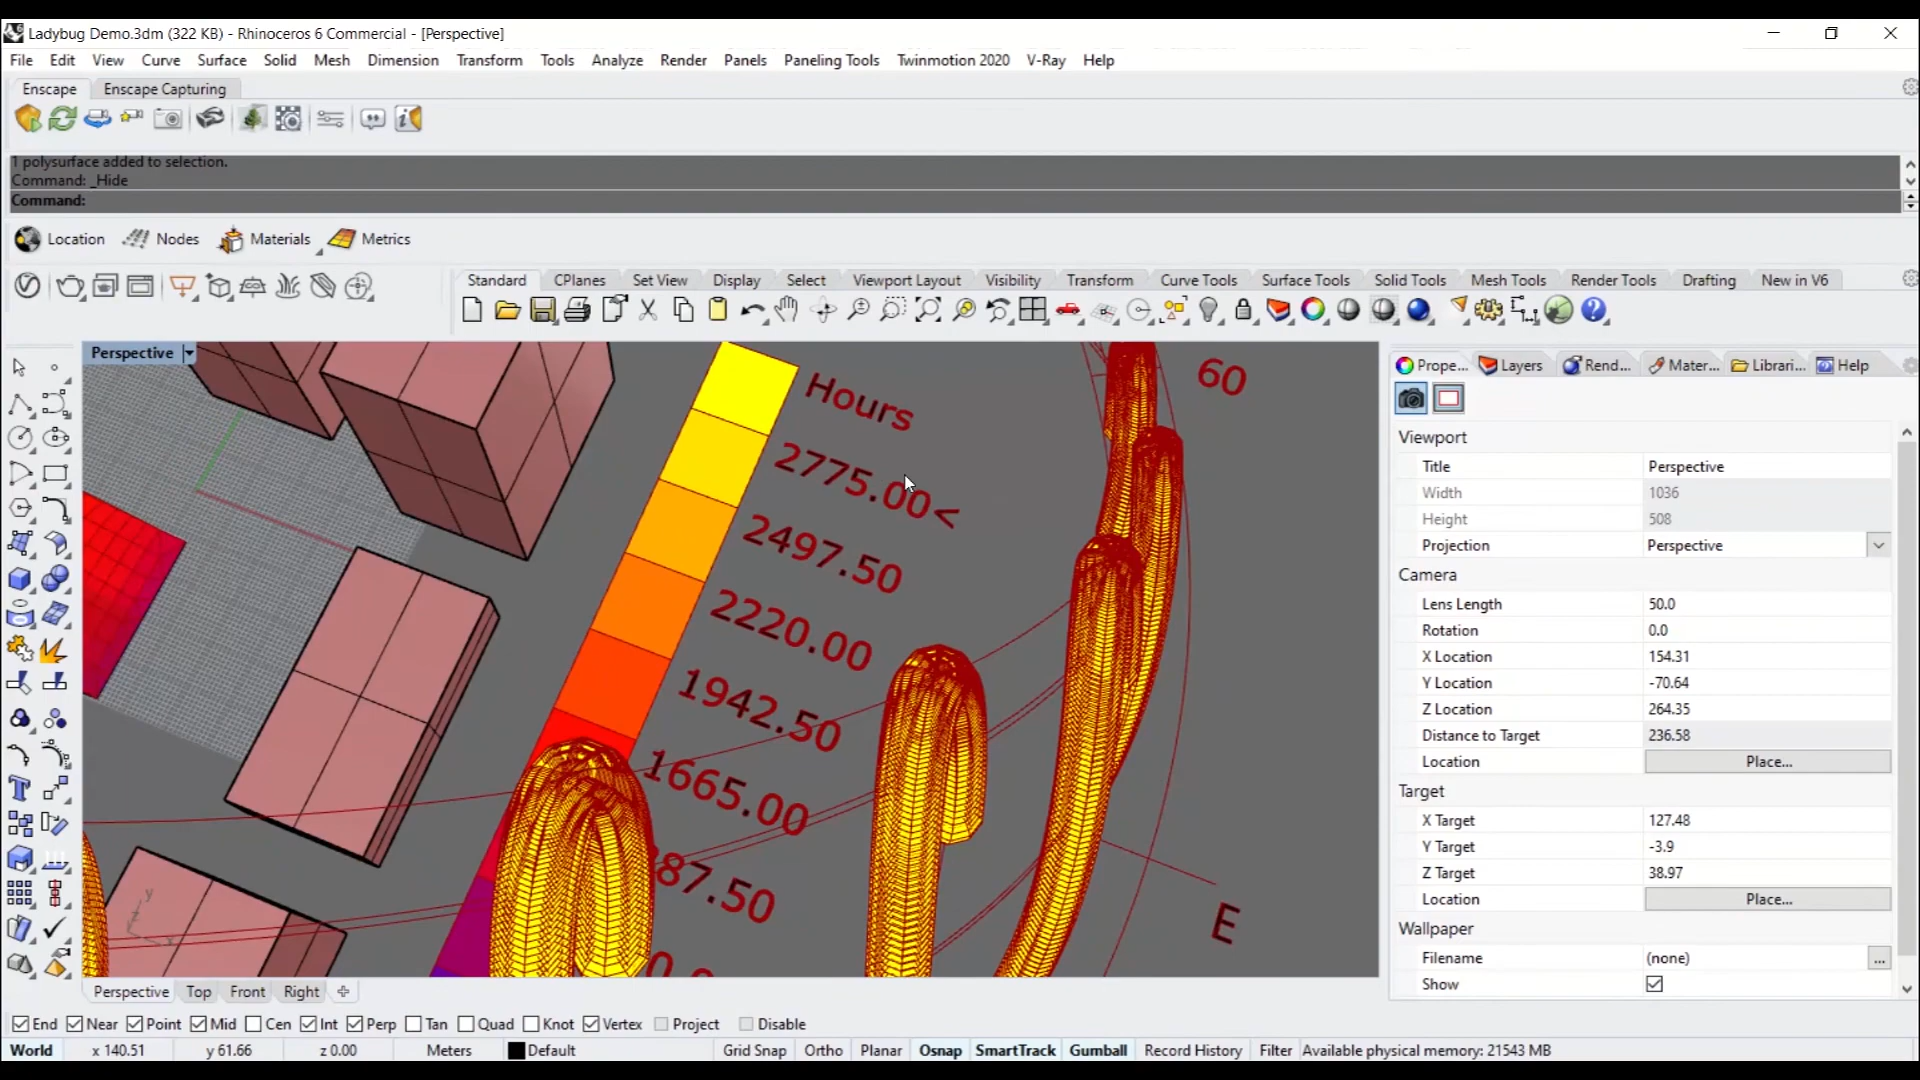 Ladybug Demo.3dm (322 KB) - Rhinoceros 6 Commercial - [Perspective]
File Edit View Curve Surface Solid Mesh Dimension Transform Tools Analyze Render Panels Paneling Tools Twinmotion 2020 V-Ray Help
Enscape Enscape Capturing
1 polysurface added to selection.
Command: _Hide
Command:
Location Nodes Materials Metrics
Standard CPlanes Set View Display Select Viewport Layout Visibility Transform Curve Tools Surface Tools Solid Tools Mesh Tools Render Tools Drafting New in V6
Perspective
Hours
2775.00<
2497.50
2220.00
1942.50
1665.00
87.50
60
E
y
z
x
Prope... Layers Rend... Mater... Librari... Help
Viewport
Title Perspective
Width 1036
Height 508
Projection Perspective
Camera
Lens Length 50.0
Rotation 0.0
X Location 154.31
Y Location -70.64
Z Location 264.35
Distance to Target 236.58
Location Place...
Target
X Target 127.48
Y Target -3.9
Z Target 38.97
Location Place...
Wallpaper
Filename (none) ...
Show
Perspective Top Front Right
End Near Point Mid Cen Int Perp Tan Quad Knot Vertex Project Disable
World x 140.51 y 61.66 z 0.00 Meters Default Grid Snap Ortho Planar Osnap SmartTrack Gumball Record History Filter Available physical memory: 21543 MB